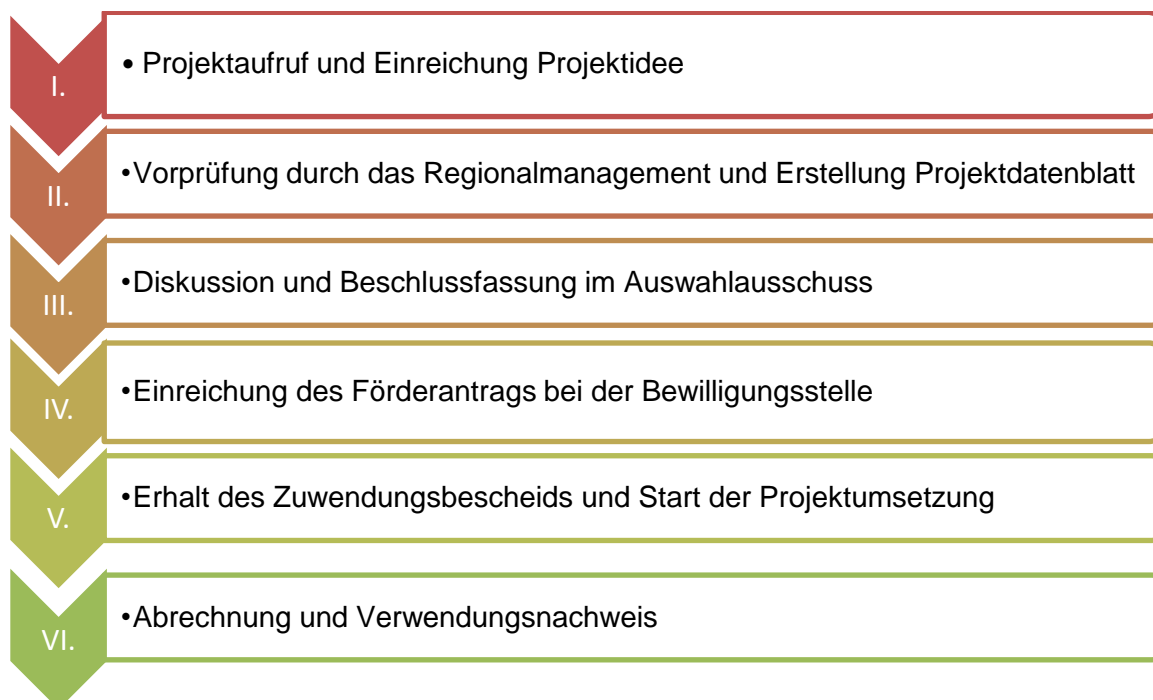 I.
• Projektaufruf und Einreichung Projektidee
II.
•Vorprüfung durch das Regionalmanagement und Erstellung Projektdatenblatt
III.
•Diskussion und Beschlussfassung im Auswahlausschuss
IV.
•Einreichung des Förderantrags bei der Bewilligungsstelle
V.
•Erhalt des Zuwendungsbescheids und Start der Projektumsetzung
VI.
•Abrechnung und Verwendungsnachweis